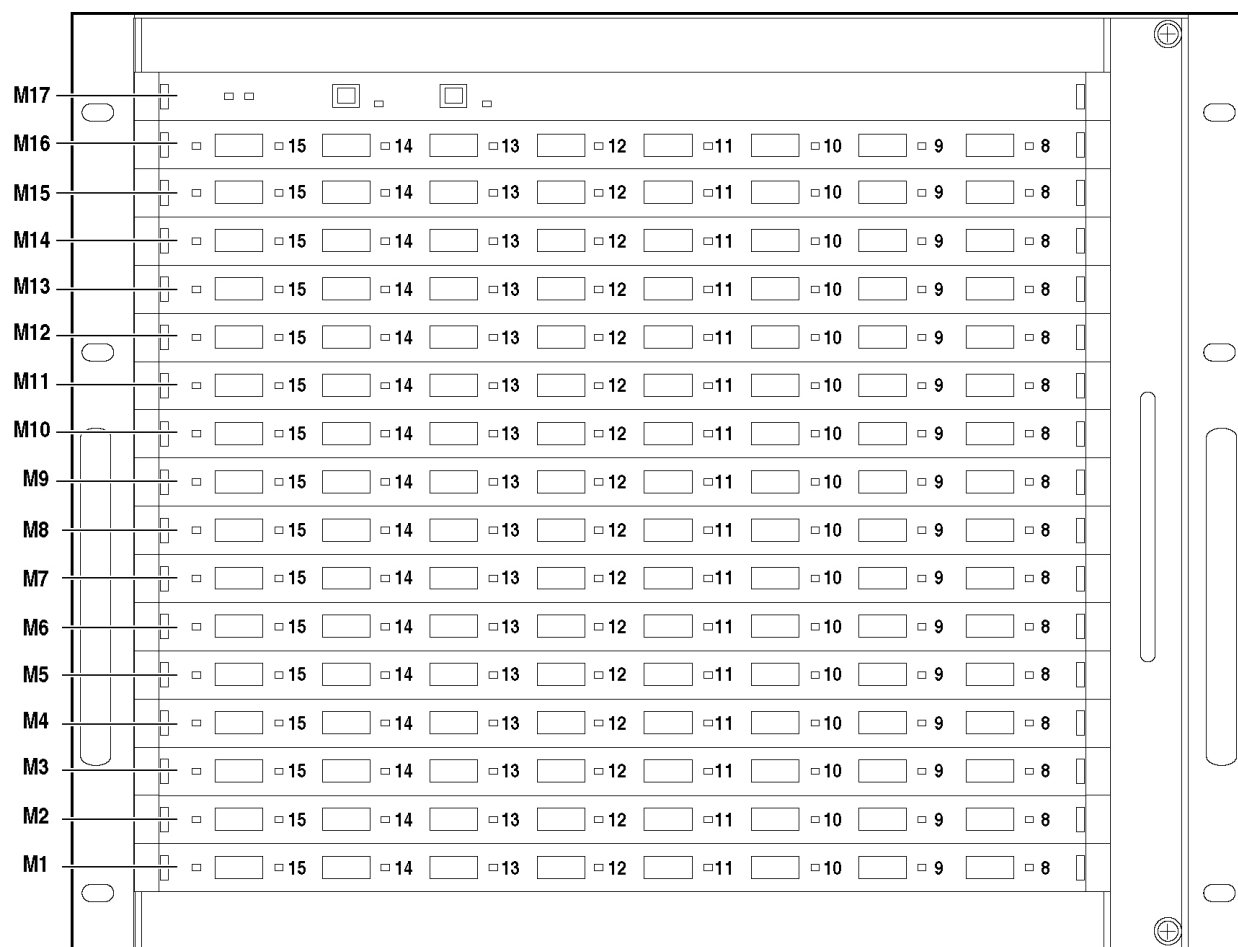 M17
M16 15 14 13 12 11 10 9 8
M15 15 14 13 12 11 10 9 8
M14 15 14 13 12 11 10 9 8
M13 15 14 13 12 11 10 9 8
M12 15 14 13 12 11 10 9 8
M11 15 14 13 12 11 10 9 8
M10 15 14 13 12 11 10 9 8
M9 15 14 13 12 11 10 9 8
M8 15 14 13 12 11 10 9 8
M7 15 14 13 12 11 10 9 8
M6 15 14 13 12 11 10 9 8
M5 15 14 13 12 11 10 9 8
M4 15 14 13 12 11 10 9 8
M3 15 14 13 12 11 10 9 8
M2 15 14 13 12 11 10 9 8
M1 15 14 13 12 11 10 9 8